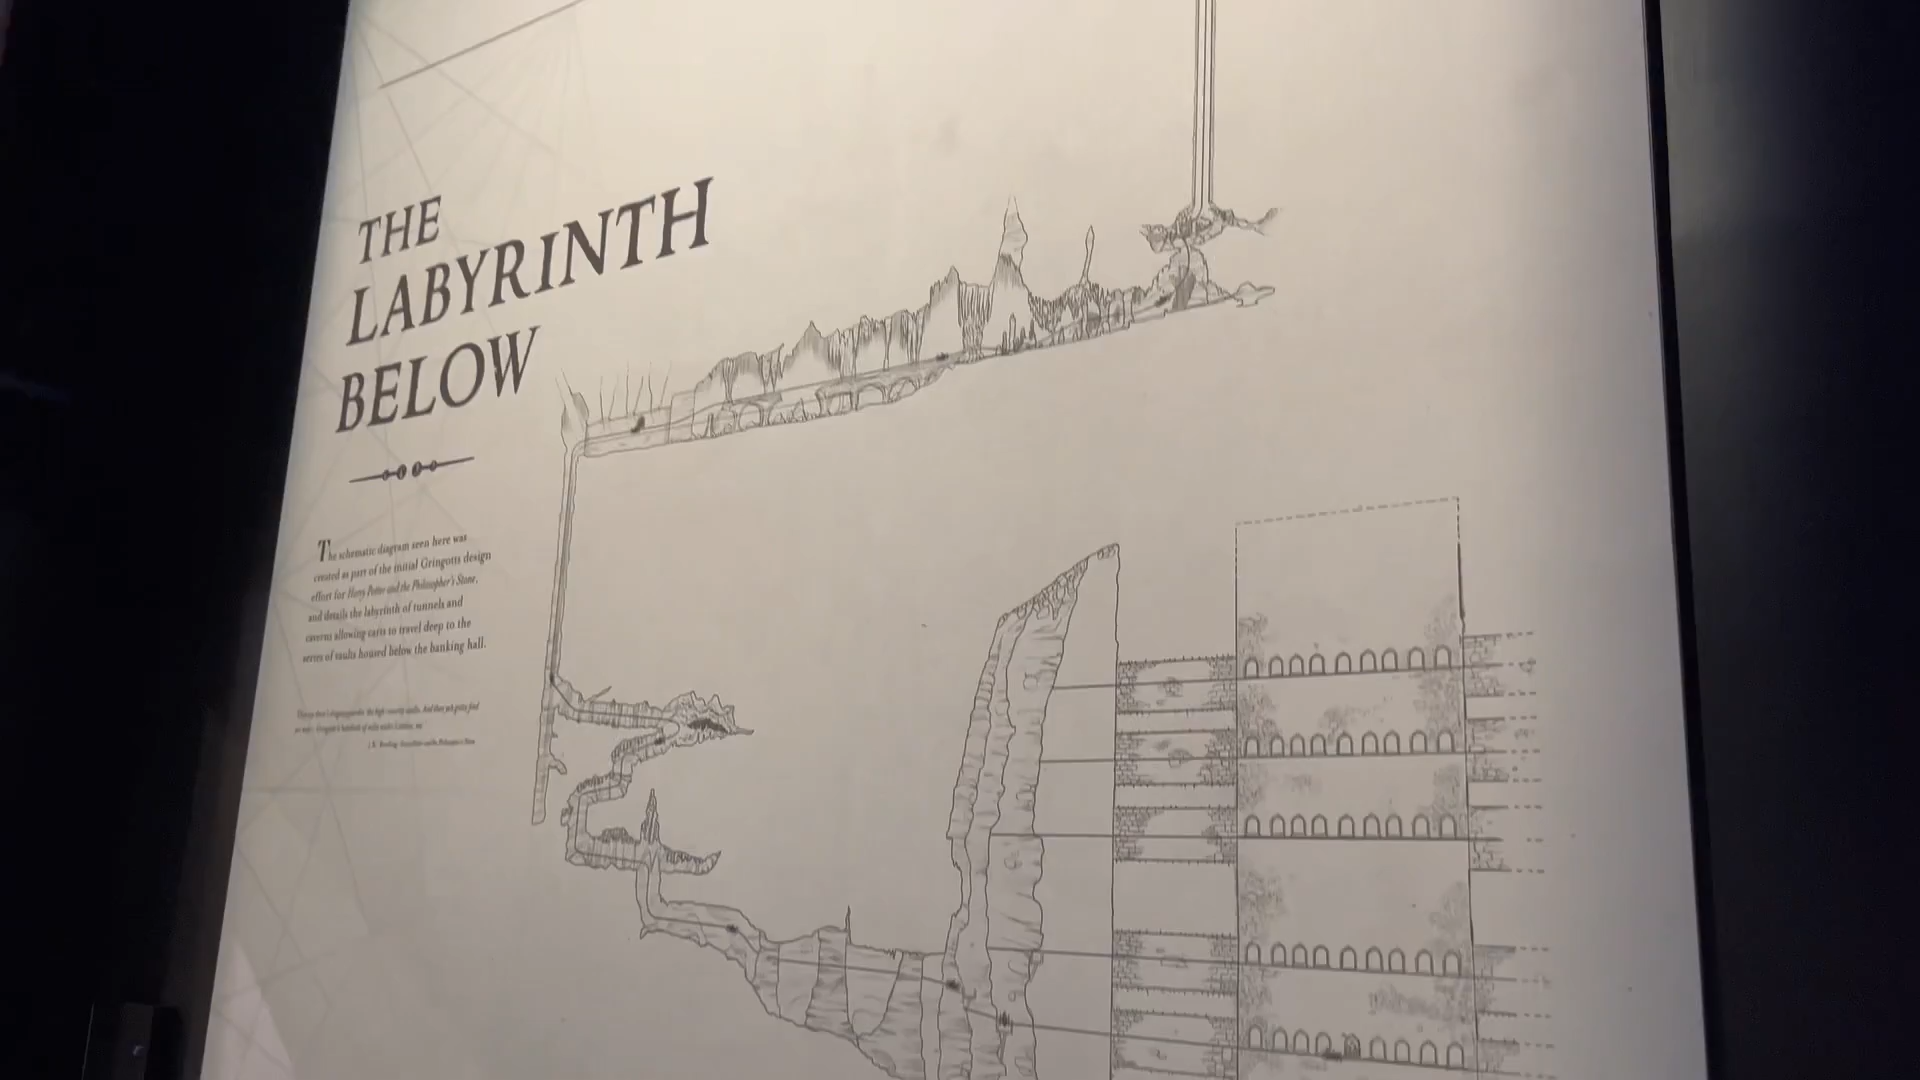 THE
LABYRINTH
BELOW
The schematic diagram seen here was
created as part of the initial Gringotts design
effort for Harry Potter and the Philosopher's Stone,
and details the labyrinth of tunnels and
caverns allowing carts to travel deep to the
series of vaults housed below the banking hall.